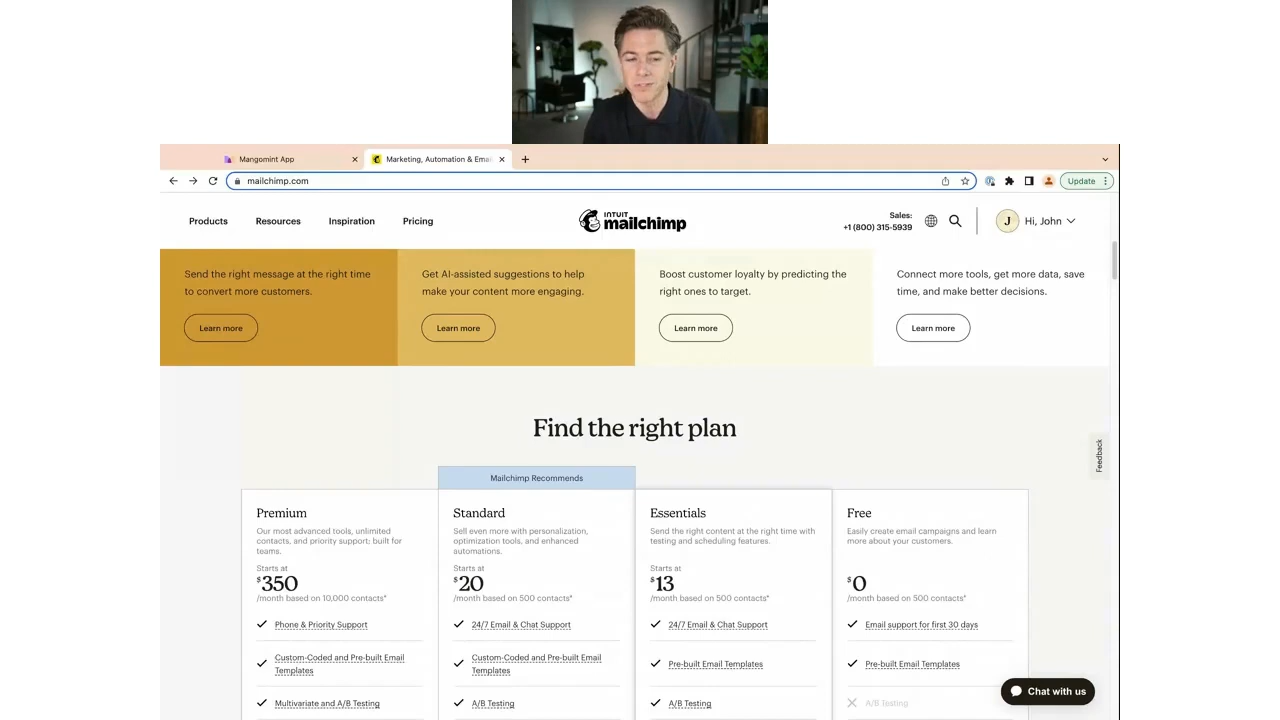 Mangomint App
Marketing, Automation & Emai
mailchimp.com
Update
Products
Resources
Inspiration
Pricing
INTUIT
mailchimp
Sales:
+1 (800) 315-5939
J
Hi, John
Send the right message at the right time
to convert more customers.
Learn more
Get AI-assisted suggestions to help
make your content more engaging.
Learn more
Boost customer loyalty by predicting the
right ones to target.
Learn more
Connect more tools, get more data, save
time, and make better decisions.
Learn more
Find the right plan
Feedback
Mailchimp Recommends
Premium
Our most advanced tools, unlimited
contacts, and priority support; built for
teams.
Starts at
$350
/month based on 10,000 contacts*
Phone & Priority Support
Custom-Coded and Pre-built Email
Templates
Multivariate and A/B Testing
Standard
Sell even more with personalization,
optimization tools, and enhanced
automations.
Starts at
$20
/month based on 500 contacts*
24/7 Email & Chat Support
Custom-Coded and Pre-built Email
Templates
A/B Testing
Essentials
Send the right content at the right time with
testing and scheduling features.
Starts at
$13
/month based on 500 contacts*
24/7 Email & Chat Support
Pre-built Email Templates
A/B Testing
Free
Easily create email campaigns and learn
more about your customers.
$0
/month based on 500 contacts*
Email support for first 30 days
Pre-built Email Templates
A/B Testing
Chat with us